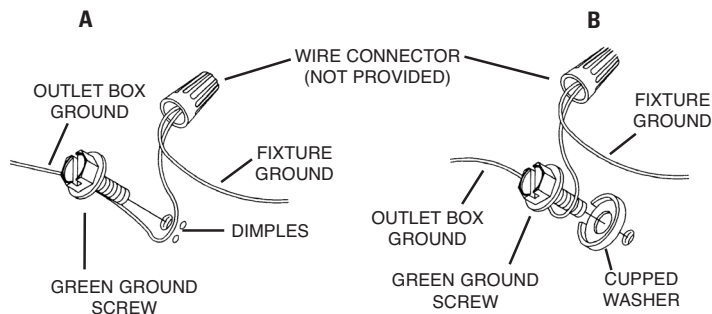 A
B
WIRE CONNECTOR
(NOT PROVIDED)
OUTLET BOX
GROUND
FIXTURE
GROUND
FIXTURE
GROUND
DIMPLES
OUTLET BOX
GROUND
GREEN GROUND
SCREW
GREEN GROUND
SCREW
CUPPED
WASHER